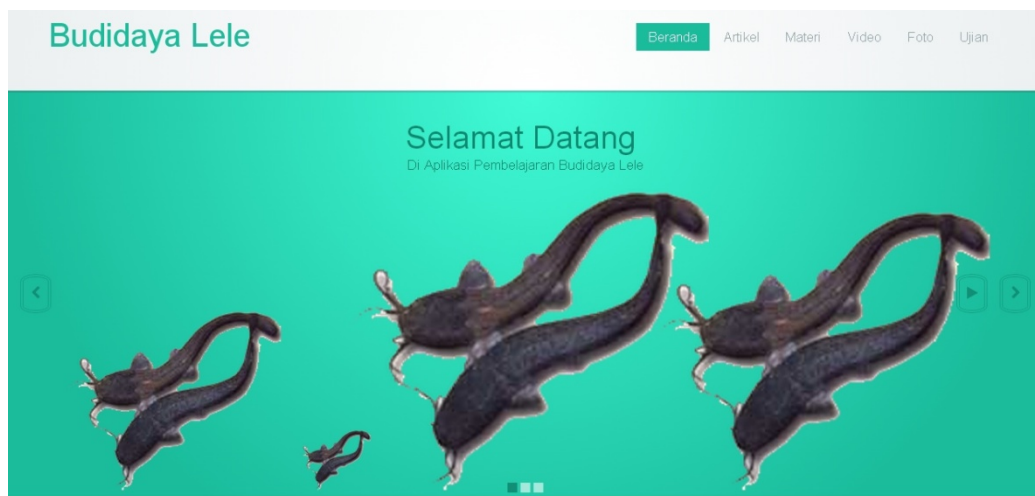 Budidaya Lele
Beranda Artikel Materi Video Foto Ujian
Selamat Datang
Di Aplikasi Pembelajaran Budidaya Lele